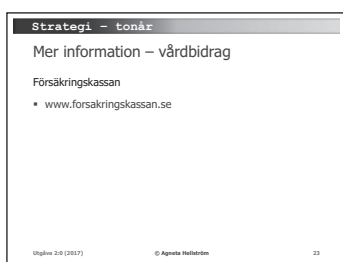 Strategi – tonår
Mer information – vårdbidrag
Försäkringskassan
▪ www.forsakringskassan.se
Utgåva 2:0 (2017) © Agneta Hellström 23